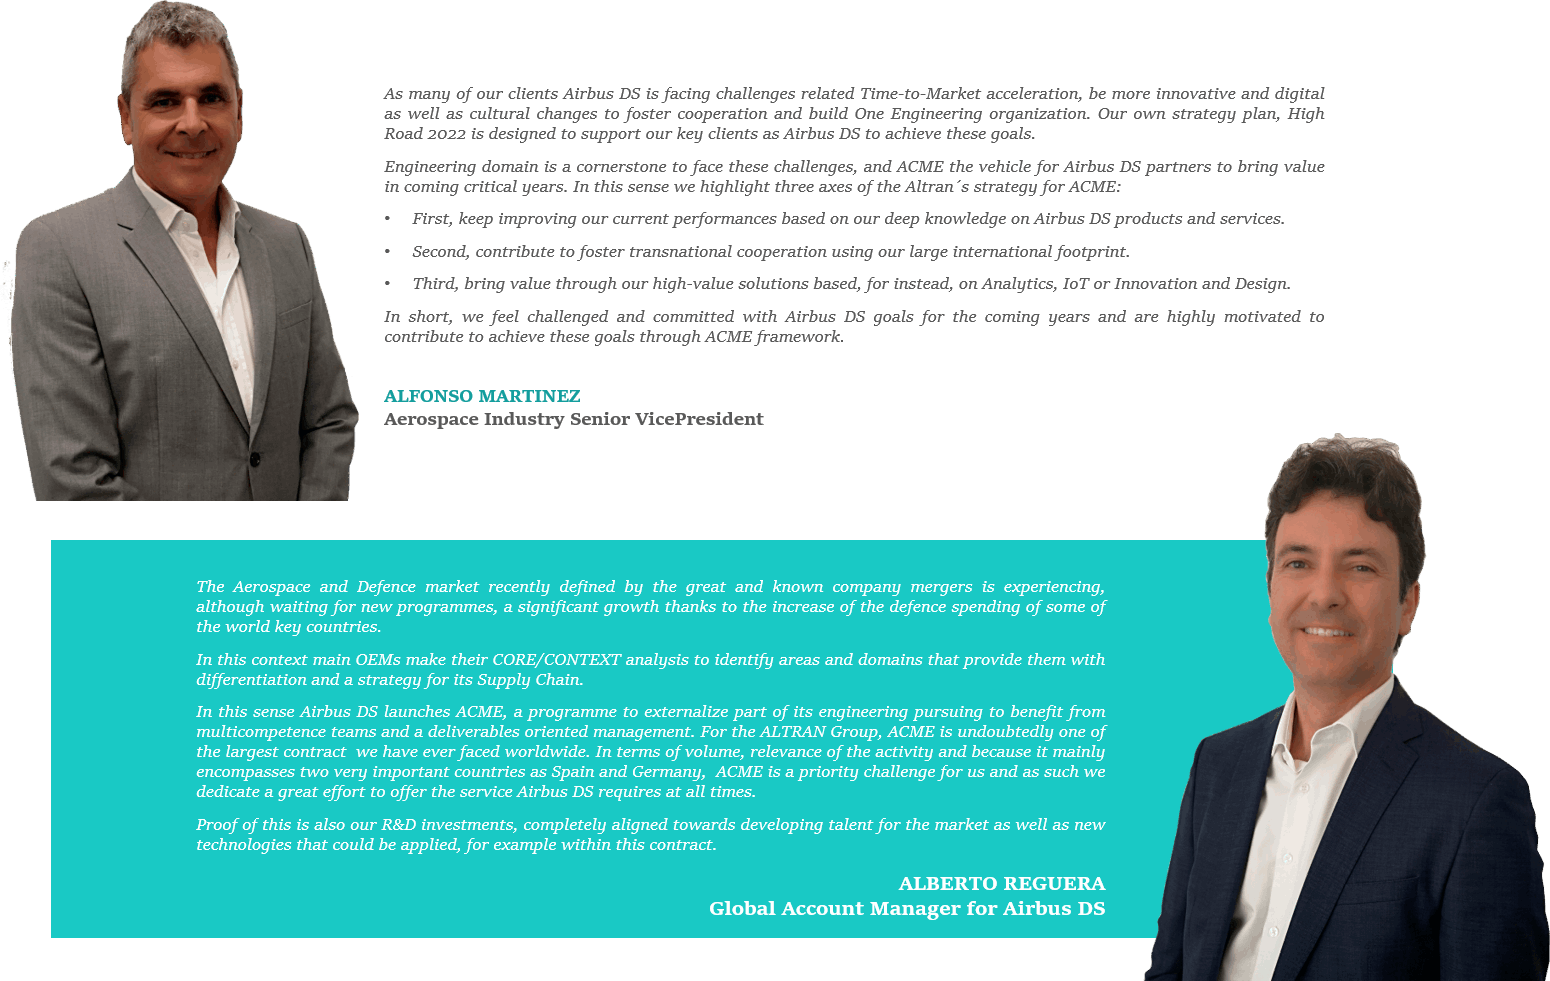 As many of our clients Airbus DS is facing challenges related Time-to-Market acceleration, be more innovative and digital
as well as cultural changes to foster cooperation and build One Engineering organization. Our own strategy plan, High
Road 2022 is designed to support our key clients as Airbus DS to achieve these goals.
Engineering domain is a cornerstone to face these challenges, and ACME the vehicle for Airbus DS partners to bring value
in coming critical years. In this sense we highlight three axes of the Altran´s strategy for ACME:
• First, keep improving our current performances based on our deep knowledge on Airbus DS products and services.
• Second, contribute to foster transnational cooperation using our large international footprint.
• Third, bring value through our high-value solutions based, for instead, on Analytics, IoT or Innovation and Design.
In short, we feel challenged and committed with Airbus DS goals for the coming years and are highly motivated to
contribute to achieve these goals through ACME framework.
ALFONSO MARTINEZ
Aerospace Industry Senior VicePresident
The Aerospace and Defence market recently defined by the great and known company mergers is experiencing,
although waiting for new programmes, a significant growth thanks to the increase of the defence spending of some of
the world key countries.
In this context main OEMs make their CORE/CONTEXT analysis to identify areas and domains that provide them with
differentiation and a strategy for its Supply Chain.
In this sense Airbus DS launches ACME, a programme to externalize part of its engineering pursuing to benefit from
multicompetence teams and a deliverables oriented management. For the ALTRAN Group, ACME is undoubtedly one of
the largest contract  we have ever faced worldwide. In terms of volume, relevance of the activity and because it mainly
encompasses two very important countries as Spain and Germany,  ACME is a priority challenge for us and as such we
dedicate a great effort to offer the service Airbus DS requires at all times.
Proof of this is also our R&D investments, completely aligned towards developing talent for the market as well as new
technologies that could be applied, for example within this contract.
ALBERTO REGUERA
Global Account Manager for Airbus DS